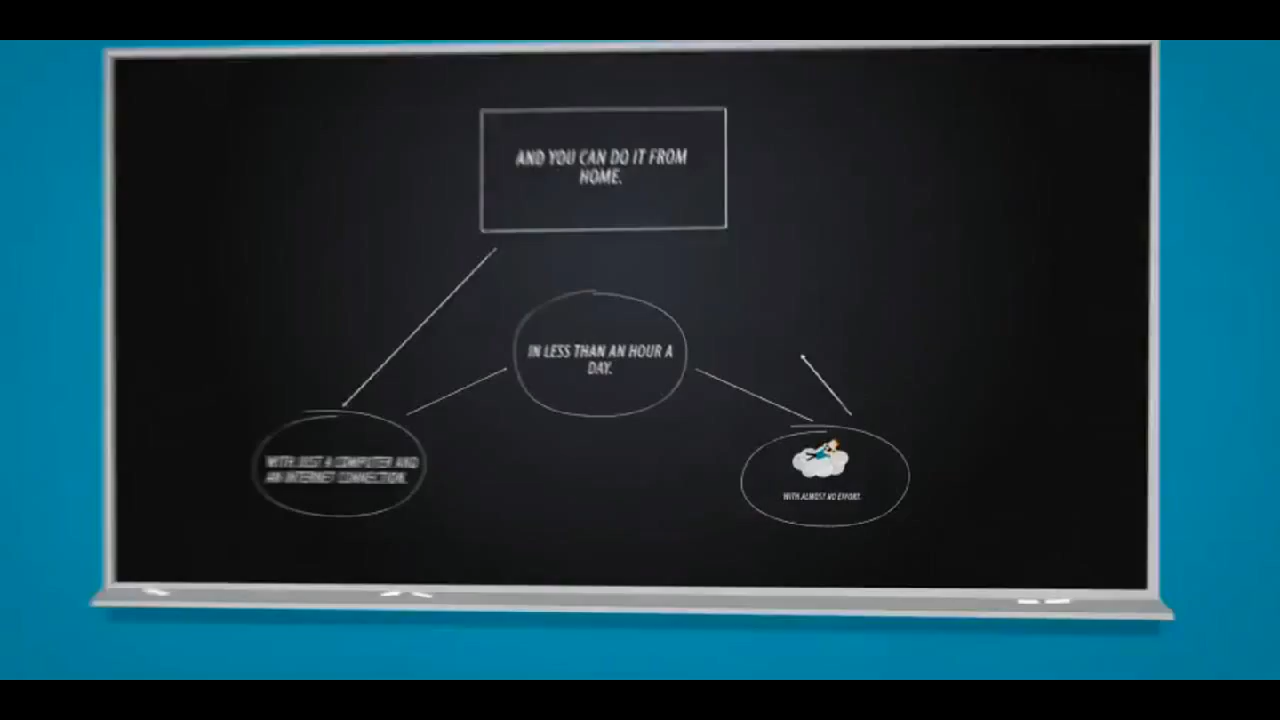 AND YOU CAN DO IT FROM
HOME.
IN LESS THAN AN HOUR A
DAY.
WITH JUST A COMPUTER AND
AN INTERNET CONNECTION.
WITH ALMOST NO EFFORT.